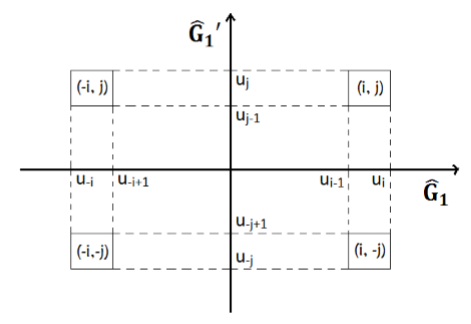 Ĝ₁′
(-i, j) uⱼ (i, j)
uⱼ₋₁
u₋ᵢ u₋ᵢ₊₁ uᵢ₋₁ uᵢ
Ĝ₁
u₋ⱼ₊₁
(-i,-j) (i, -j)
u₋ⱼ